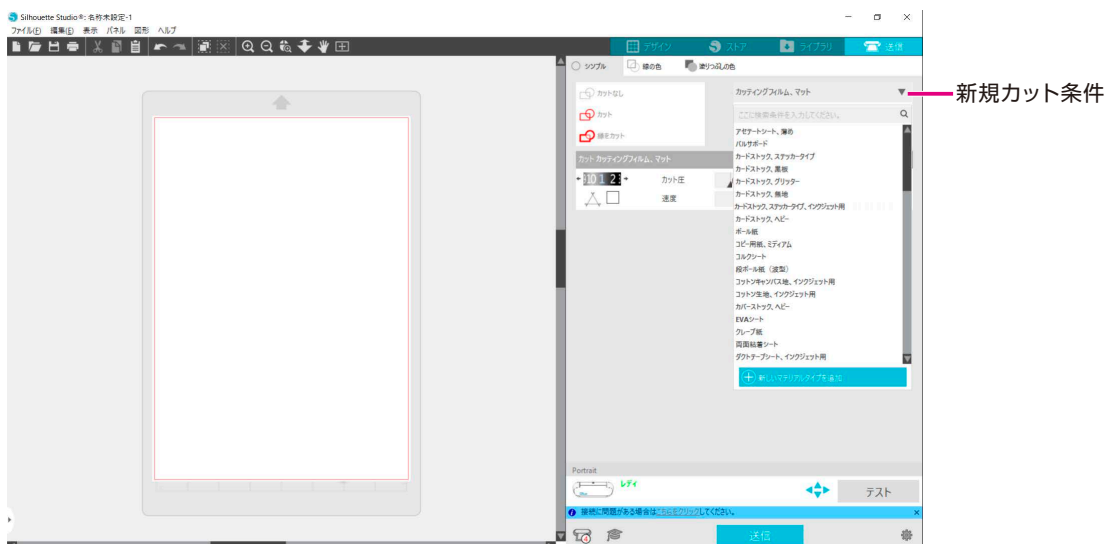 Silhouette Studio®: 名称未設定-1
ファイル(F) 編集(E) 表示 パネル 図形 ヘルプ
デザイン ストア ライブラリ 送信
シンプル 線の色 塗りつぶしの色
カットなし
カット
線をカット
カッティングフィルム、マット
新規カット条件
ここに検索条件を入力してください。
アセテートシート、薄め
バルサボード
カードストック, ステッカータイプ
カードストック, 黒板
カードストック, グリッター
カードストック, 無地
カードストック, ステッカータイプ, インクジェット用
カードストック, ヘビー
ボール紙
コピー用紙、ミディアム
コルクシート
段ボール紙（波型）
コットンキャンバス地、インクジェット用
コットン生地、インクジェット用
カバーストック、ヘビー
EVAシート
クレープ紙
両面粘着シート
ダクトテープシート、インクジェット用
新しいマテリアルタイプを追加
カット カッティングフィルム、マット
10 1 2
カット圧
速度
Portrait
レディ
テスト
接続に問題がある場合はこちらをクリックしてください。
送信